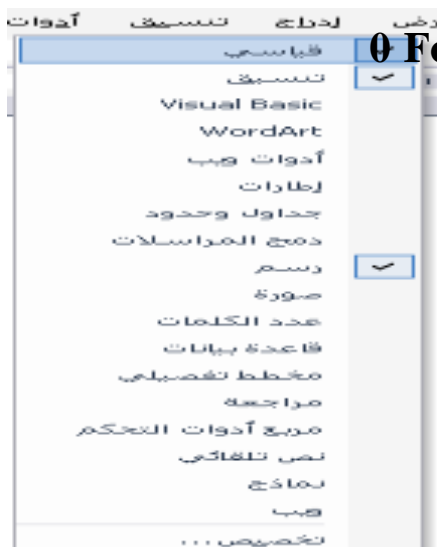 رض إدراج تنسيق أدوات
قياسي
0 Fo
تنسيق
Visual Basic
WordArt
أدوات ويب
إطارات
جداول وحدود
دمج المراسلات
رسم
صورة
عدد الكلمات
قاعدة بيانات
مخطط تفصيلي
مراجعة
مربع أدوات التحكم
نص تلقائي
نماذج
ويب
تخصيص...